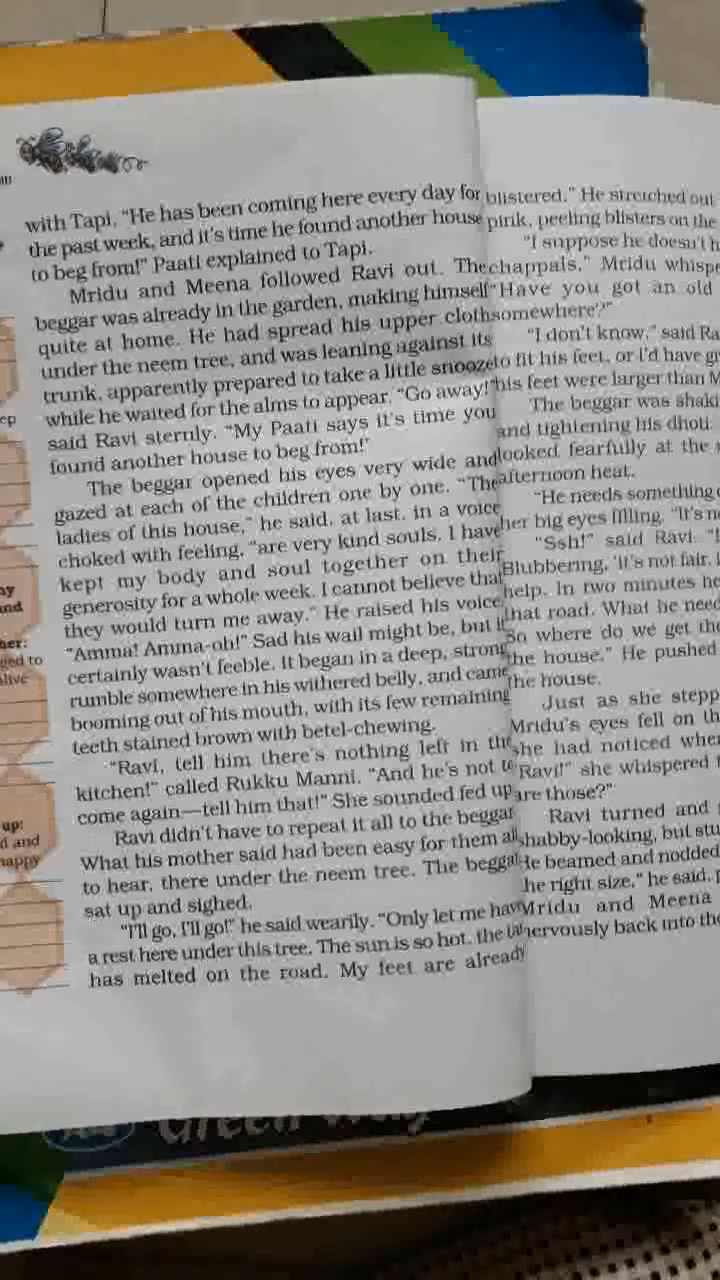 with Tapi. "He has been coming here every day for
the past week, and it's time he found another house
to beg from!" Paati explained to Tapi.
Mridu and Meena followed Ravi out. The
beggar was already in the garden, making himself
quite at home. He had spread his upper cloth
under the neem tree, and was leaning against its
trunk, apparently prepared to take a little snooze
while he waited for the alms to appear. "Go away!"
said Ravi sternly. "My Paati says it's time you
found another house to beg from!"
The beggar opened his eyes very wide and
gazed at each of the children one by one. "The
ladies of this house," he said, at last, in a voice
choked with feeling, "are very kind souls. I have
kept my body and soul together on their
generosity for a whole week. I cannot believe that
they would turn me away." He raised his voice.
"Amma! Amma-oh!" Sad his wail might be, but it
certainly wasn't feeble. It began in a deep, strong
rumble somewhere in his withered belly, and came
booming out of his mouth, with its few remaining
teeth stained brown with betel-chewing.
"Ravi, tell him there's nothing left in the
kitchen!" called Rukku Manni. "And he's not to
come again—tell him that!" She sounded fed up.
Ravi didn't have to repeat it all to the beggar
What his mother said had been easy for them all
to hear, there under the neem tree. The beggar
sat up and sighed.
"I'll go, I'll go!" he said wearily. "Only let me have
a rest here under this tree. The sun is so hot, the
has melted on the road. My feet are already
blistered." He stretched out
pink, peeling blisters on the
"I suppose he doesn't
chappals," Mridu
"Have you got an old
somewhere?"
"I don't know," said
to fit his feet, or I'd have
his feet were larger than
The beggar was
and tightening his dhoti.
looked fearfully at the
afternoon heat.
"He needs something
her big eyes filling. "It's
"Ssh!" said Ravi.
Blubbering, 'it's not fair,
help. In two minutes
that road. What he
So where do we get
the house." He pushed
the house.
Just as she
Mridu's eyes fell on
she had noticed
Ravi!" she whispered
are those?"
Ravi turned and
shabby-looking, but
He beamed and nodded
the right size," he said,
Mridu and Meena
nervously back into
ep
and
her:
ged to
alive
up:
d and
happy